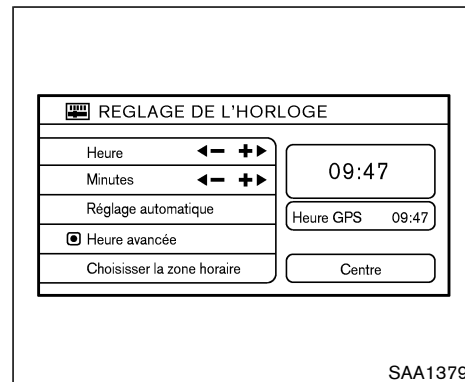 REGLAGE DE L'HORLOGE
Heure
Minutes
Réglage automatique
Heure avancée
Choisisser la zone horaire
09:47
Heure GPS 09:47
Centre
SAA1379